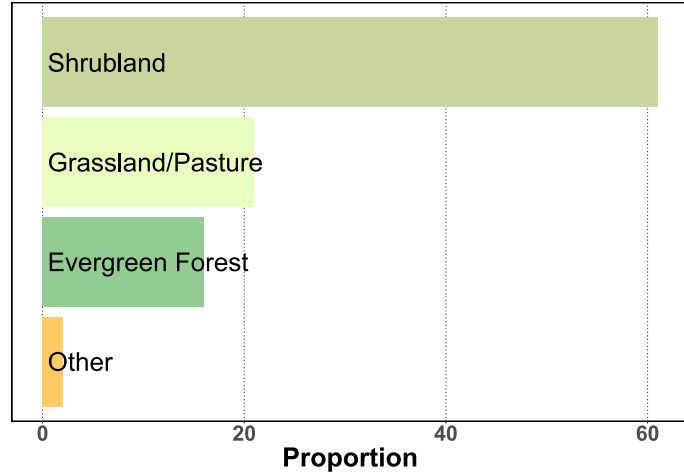 Shrubland
Grassland/Pasture
Evergreen Forest
Other
0 20 40 60
Proportion